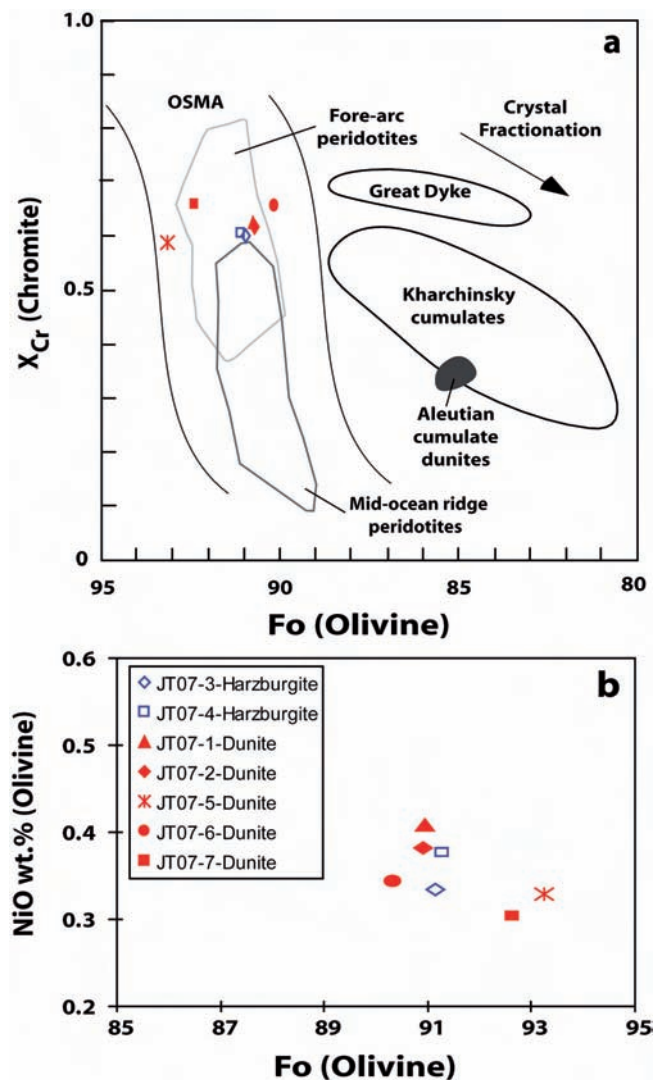 1.0
a
OSMA
Fore-arc
peridotites
Crystal
Fractionation
Great Dyke
X_Cr (Chromite)
0.5
Kharchinsky
cumulates
Aleutian
cumulate
dunites
Mid-ocean ridge
peridotites
0
95
90
85
80
Fo (Olivine)
0.6
b
JT07-3-Harzburgite
JT07-4-Harzburgite
JT07-1-Dunite
JT07-2-Dunite
JT07-5-Dunite
JT07-6-Dunite
JT07-7-Dunite
NiO wt.% (Olivine)
0.5
0.4
0.3
0.2
85
87
89
91
93
95
Fo (Olivine)